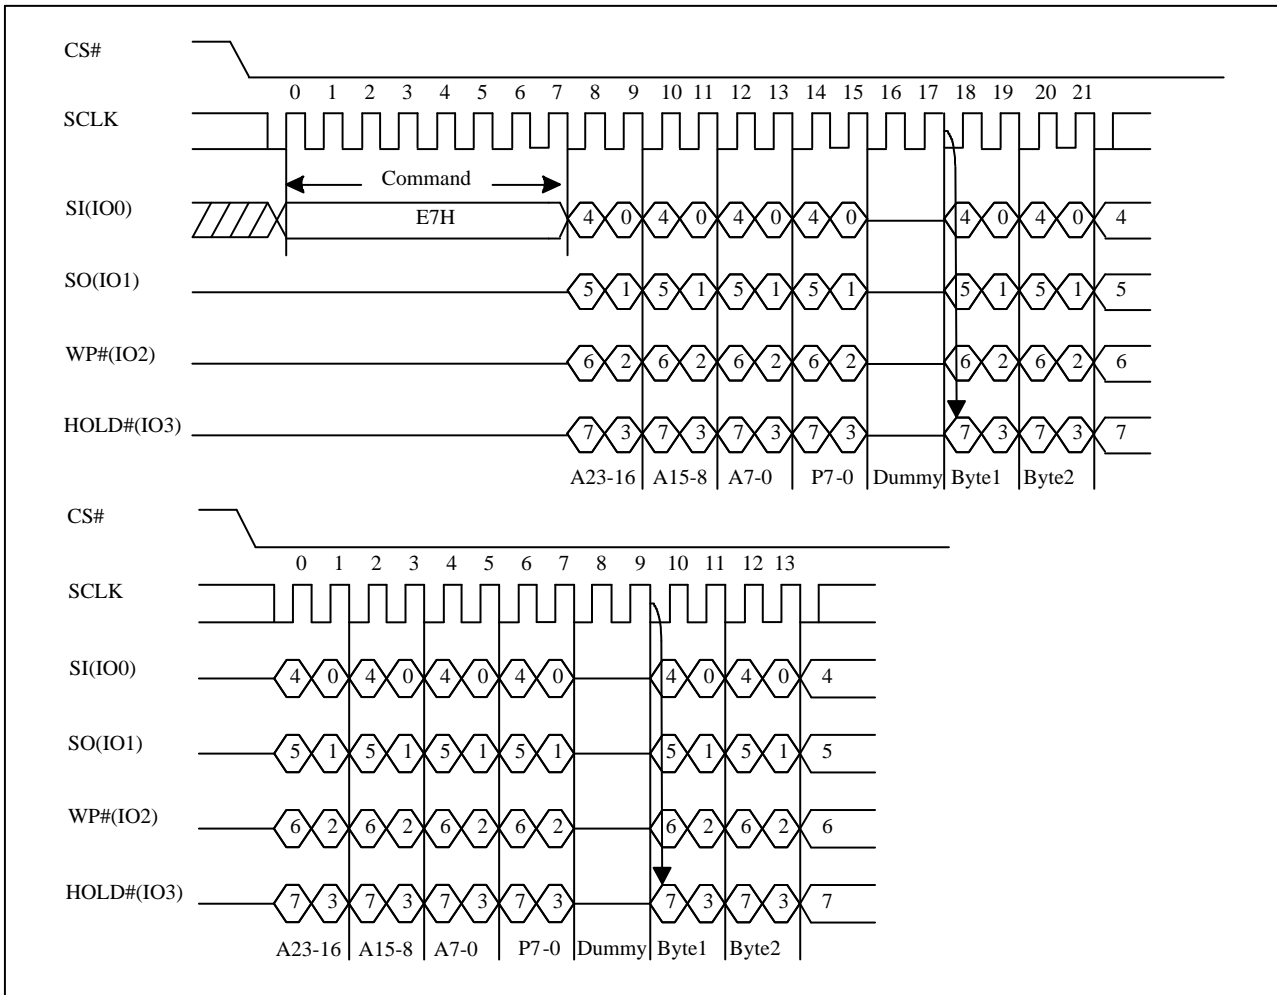 CS#
0 1 2 3 4 5 6 7 8 9 10 11 12 13 14 15 16 17 18 19 20 21
SCLK
Command
SI(IO0) E7H 4 0 4 0 4 0 4 0 4 0 4 0 4
SO(IO1) 5 1 5 1 5 1 5 1 5 1 5 1 5
WP#(IO2) 6 2 6 2 6 2 6 2 6 2 6 2 6
HOLD#(IO3) 7 3 7 3 7 3 7 3 7 3 7 3 7
A23-16 A15-8 A7-0 P7-0 Dummy Byte1 Byte2
CS#
0 1 2 3 4 5 6 7 8 9 10 11 12 13
SCLK
SI(IO0) 4 0 4 0 4 0 4 0 4 0 4 0 4
SO(IO1) 5 1 5 1 5 1 5 1 5 1 5 1 5
WP#(IO2) 6 2 6 2 6 2 6 2 6 2 6 2 6
HOLD#(IO3) 7 3 7 3 7 3 7 3 7 3 7 3 7
A23-16 A15-8 A7-0 P7-0 Dummy Byte1 Byte2